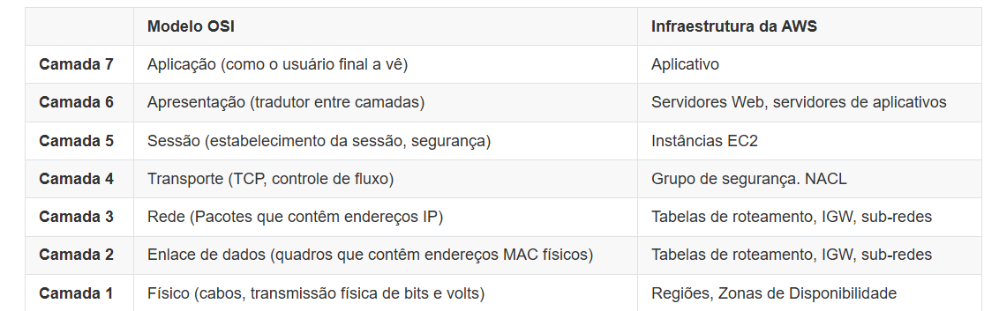 Modelo OSI Infraestrutura da AWS
Camada 7 Aplicação (como o usuário final a vê) Aplicativo
Camada 6 Apresentação (tradutor entre camadas) Servidores Web, servidores de aplicativos
Camada 5 Sessão (estabelecimento da sessão, segurança) Instâncias EC2
Camada 4 Transporte (TCP, controle de fluxo) Grupo de segurança. NACL
Camada 3 Rede (Pacotes que contêm endereços IP) Tabelas de roteamento, IGW, sub-redes
Camada 2 Enlace de dados (quadros que contêm endereços MAC físicos) Tabelas de roteamento, IGW, sub-redes
Camada 1 Físico (cabos, transmissão física de bits e volts) Regiões, Zonas de Disponibilidade